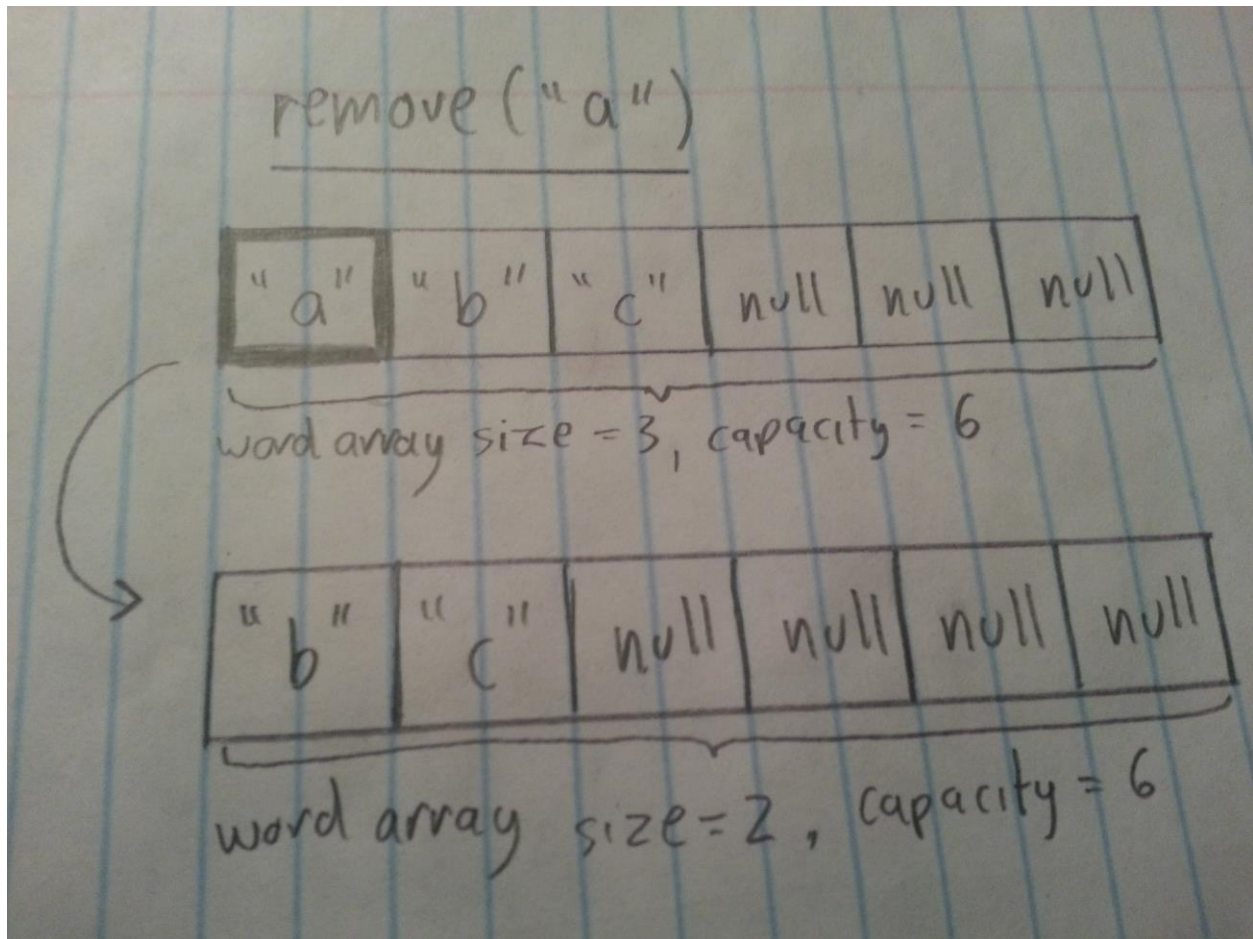 remove ("a")
"a" "b" "c" null null null
word array size = 3, capacity = 6
"b" "c" null null null null
word array size = 2, capacity = 6